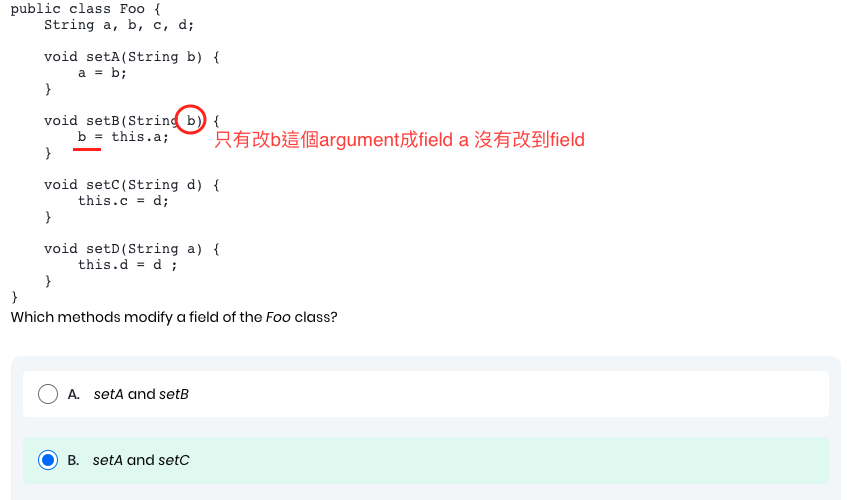 public class Foo {
    String a, b, c, d;
    void setA(String b) {
        a = b;
    }
    void setB(String b) {
        b = this.a;
只有改b這個argument成field a 沒有改到field
    }
    void setC(String d) {
        this.c = d;
    }
    void setD(String a) {
        this.d = d ;
    }
}
Which methods modify a field of the Foo class?
A. setA and setB
B. setA and setC